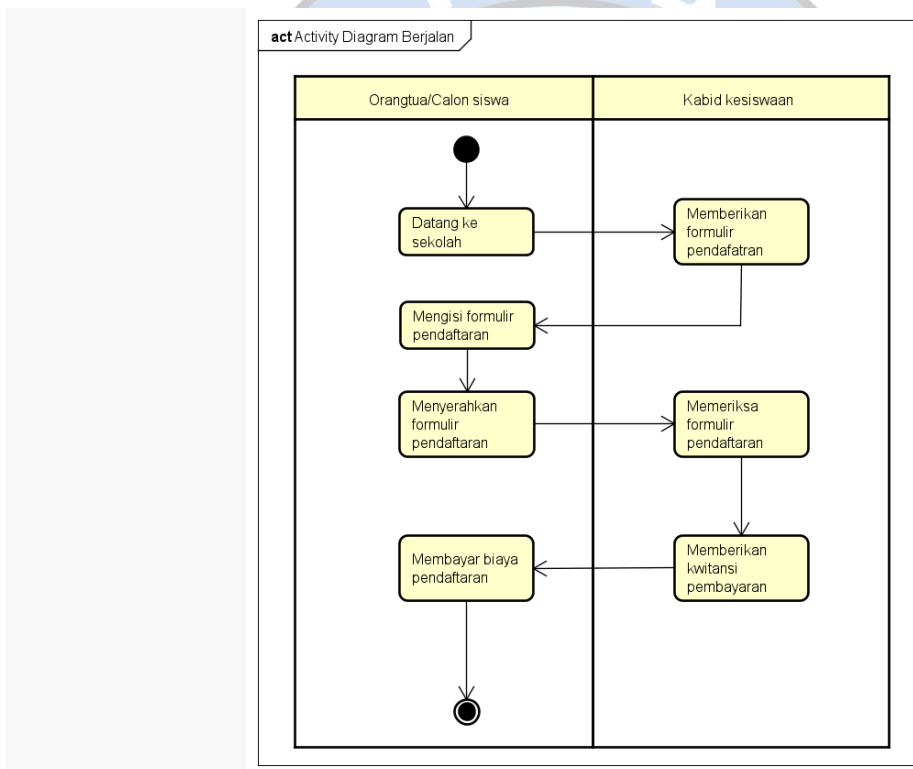 act Activity Diagram Berjalan
Orangtua/Calon siswa
Kabid kesiswaan
Datang ke
sekolah
Memberikan
formulir
pendafatran
Mengisi formulir
pendaftaran
Menyerahkan
formulir
pendaftaran
Memeriksa
formulir
pendaftaran
Memberikan
kwitansi
pembayaran
Membayar biaya
pendaftaran